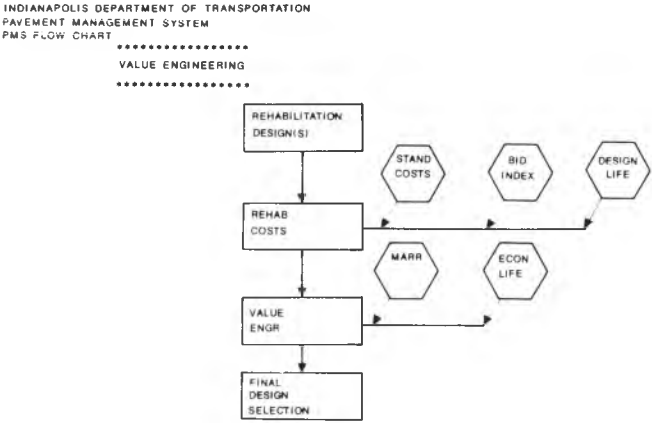 INDIANAPOLIS DEPARTMENT OF TRANSPORTATION
PAVEMENT MANAGEMENT SYSTEM
PMS FLOW CHART
VALUE ENGINEERING
REHABILITATION
DESIGN(S)
STAND
COSTS
BID
INDEX
DESIGN
LIFE
REHAB
COSTS
MARR
ECON
LIFE
VALUE
ENGR
FINAL
DESIGN
SELECTION